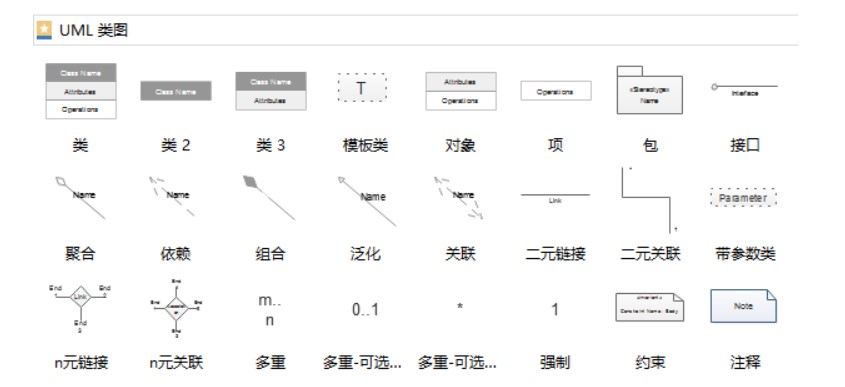 UML 类图
Class Name
Attributes
Operations
Class Name
Class Name
Attributes
T
Attributes
Operations
Operations
«Stereotype»
Name
Interface
类
类 2
类 3
模板类
对象
项
包
接口
Name
Name
Name
Name
Link
Parameter
聚合
依赖
组合
泛化
关联
二元链接
二元关联
带参数类
End
1
Link
End
2
End
3
End
End
End
m..
n
0..1
*
1
Constraint Name: Body
Note
n元链接
n元关联
多重
多重-可选...
多重-可选...
强制
约束
注释